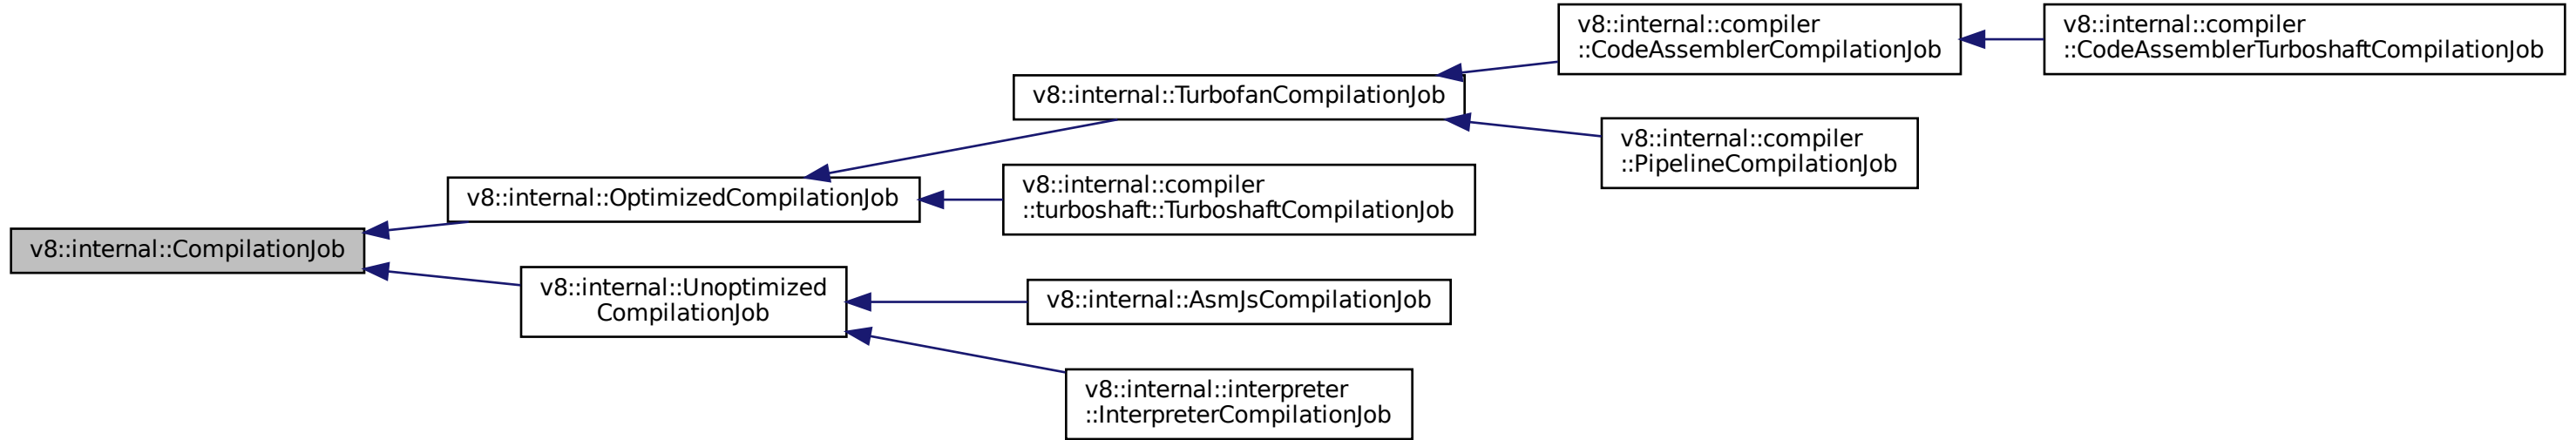 v8::internal::compiler
::CodeAssemblerCompilationJob
v8::internal::compiler
::CodeAssemblerTurboshaftCompilationJob
v8::internal::TurbofanCompilationJob
v8::internal::compiler
::PipelineCompilationJob
v8::internal::OptimizedCompilationJob
v8::internal::compiler
::turboshaft::TurboshaftCompilationJob
v8::internal::CompilationJob
v8::internal::Unoptimized
CompilationJob
v8::internal::AsmJsCompilationJob
v8::internal::interpreter
::InterpreterCompilationJob